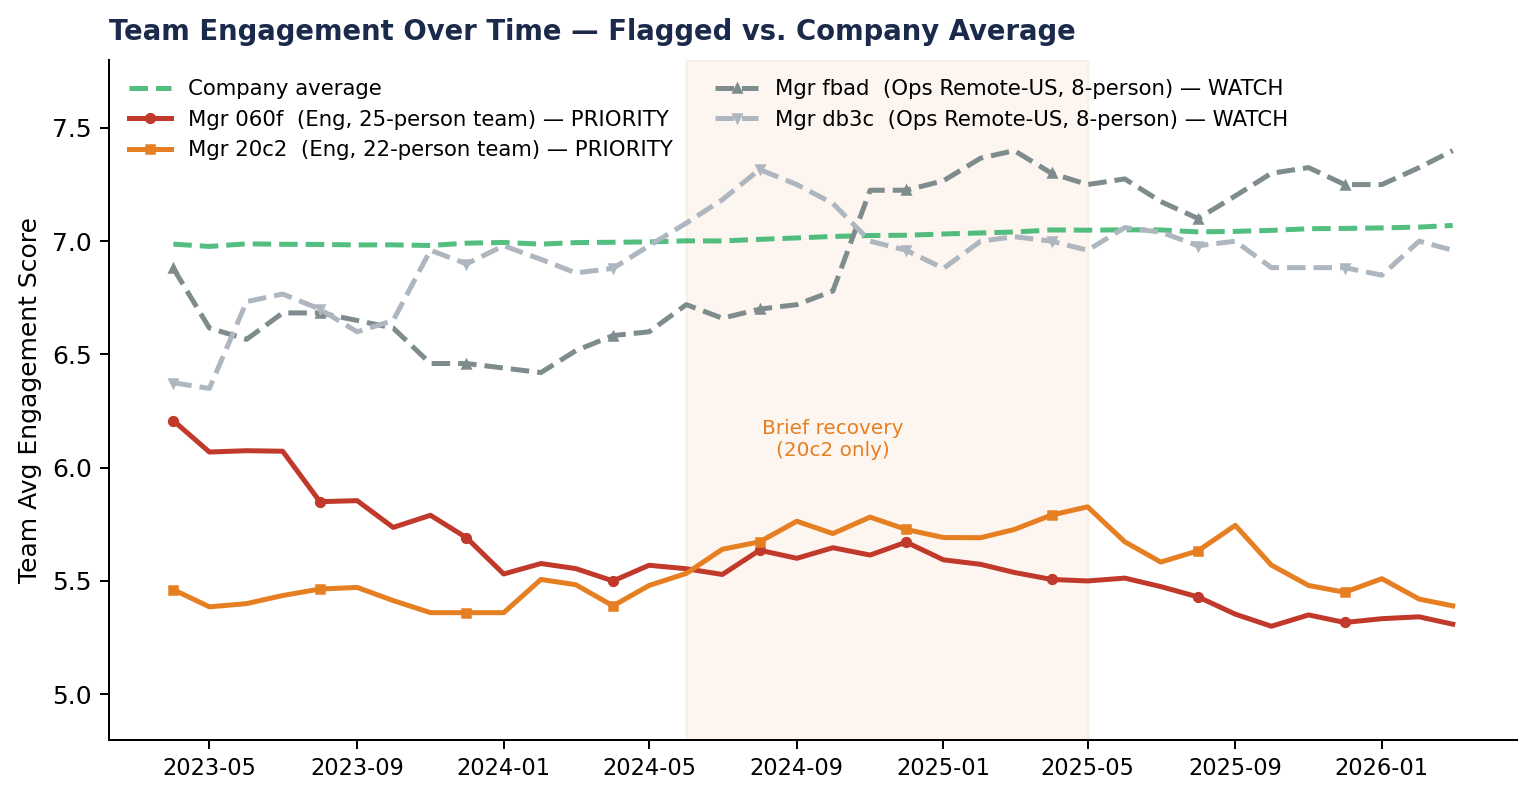 Team Engagement Over Time — Flagged vs. Company Average
Company average
Mgr 060f  (Eng, 25-person team) — PRIORITY
Mgr 20c2  (Eng, 22-person team) — PRIORITY
Mgr fbad  (Ops Remote-US, 8-person) — WATCH
Mgr db3c  (Ops Remote-US, 8-person) — WATCH
Team Avg Engagement Score
7.5
7.0
6.5
6.0
5.5
5.0
Brief recovery
(20c2 only)
2023-05
2023-09
2024-01
2024-05
2024-09
2025-01
2025-05
2025-09
2026-01